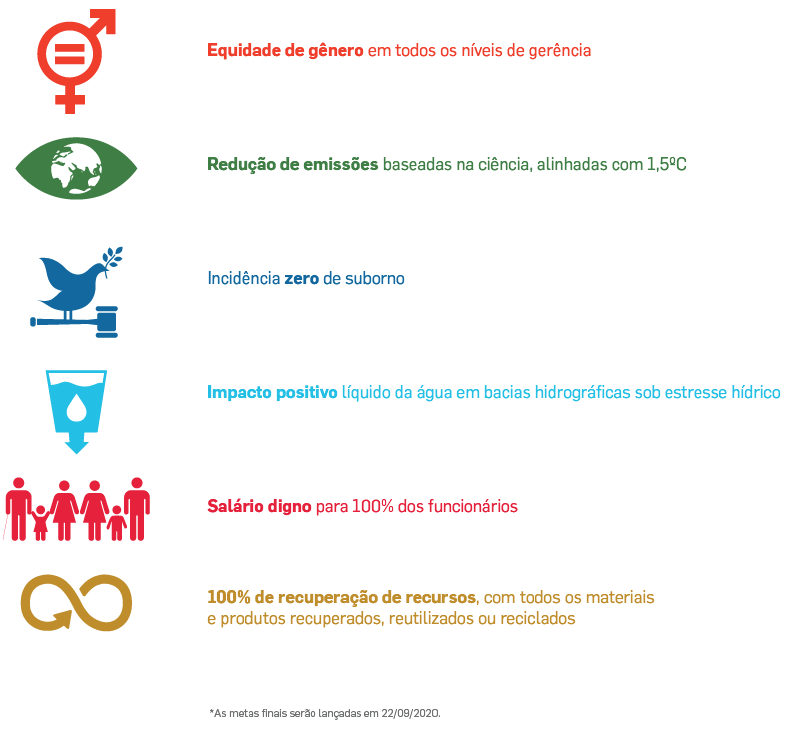 Equidade de gênero em todos os níveis de gerência
Redução de emissões baseadas na ciência, alinhadas com 1,5ºC
Incidência zero de suborno
Impacto positivo líquido da água em bacias hidrográficas sob estresse hídrico
Salário digno para 100% dos funcionários
100% de recuperação de recursos, com todos os materiais
e produtos recuperados, reutilizados ou reciclados
*As metas finais serão lançadas em 22/09/2020.